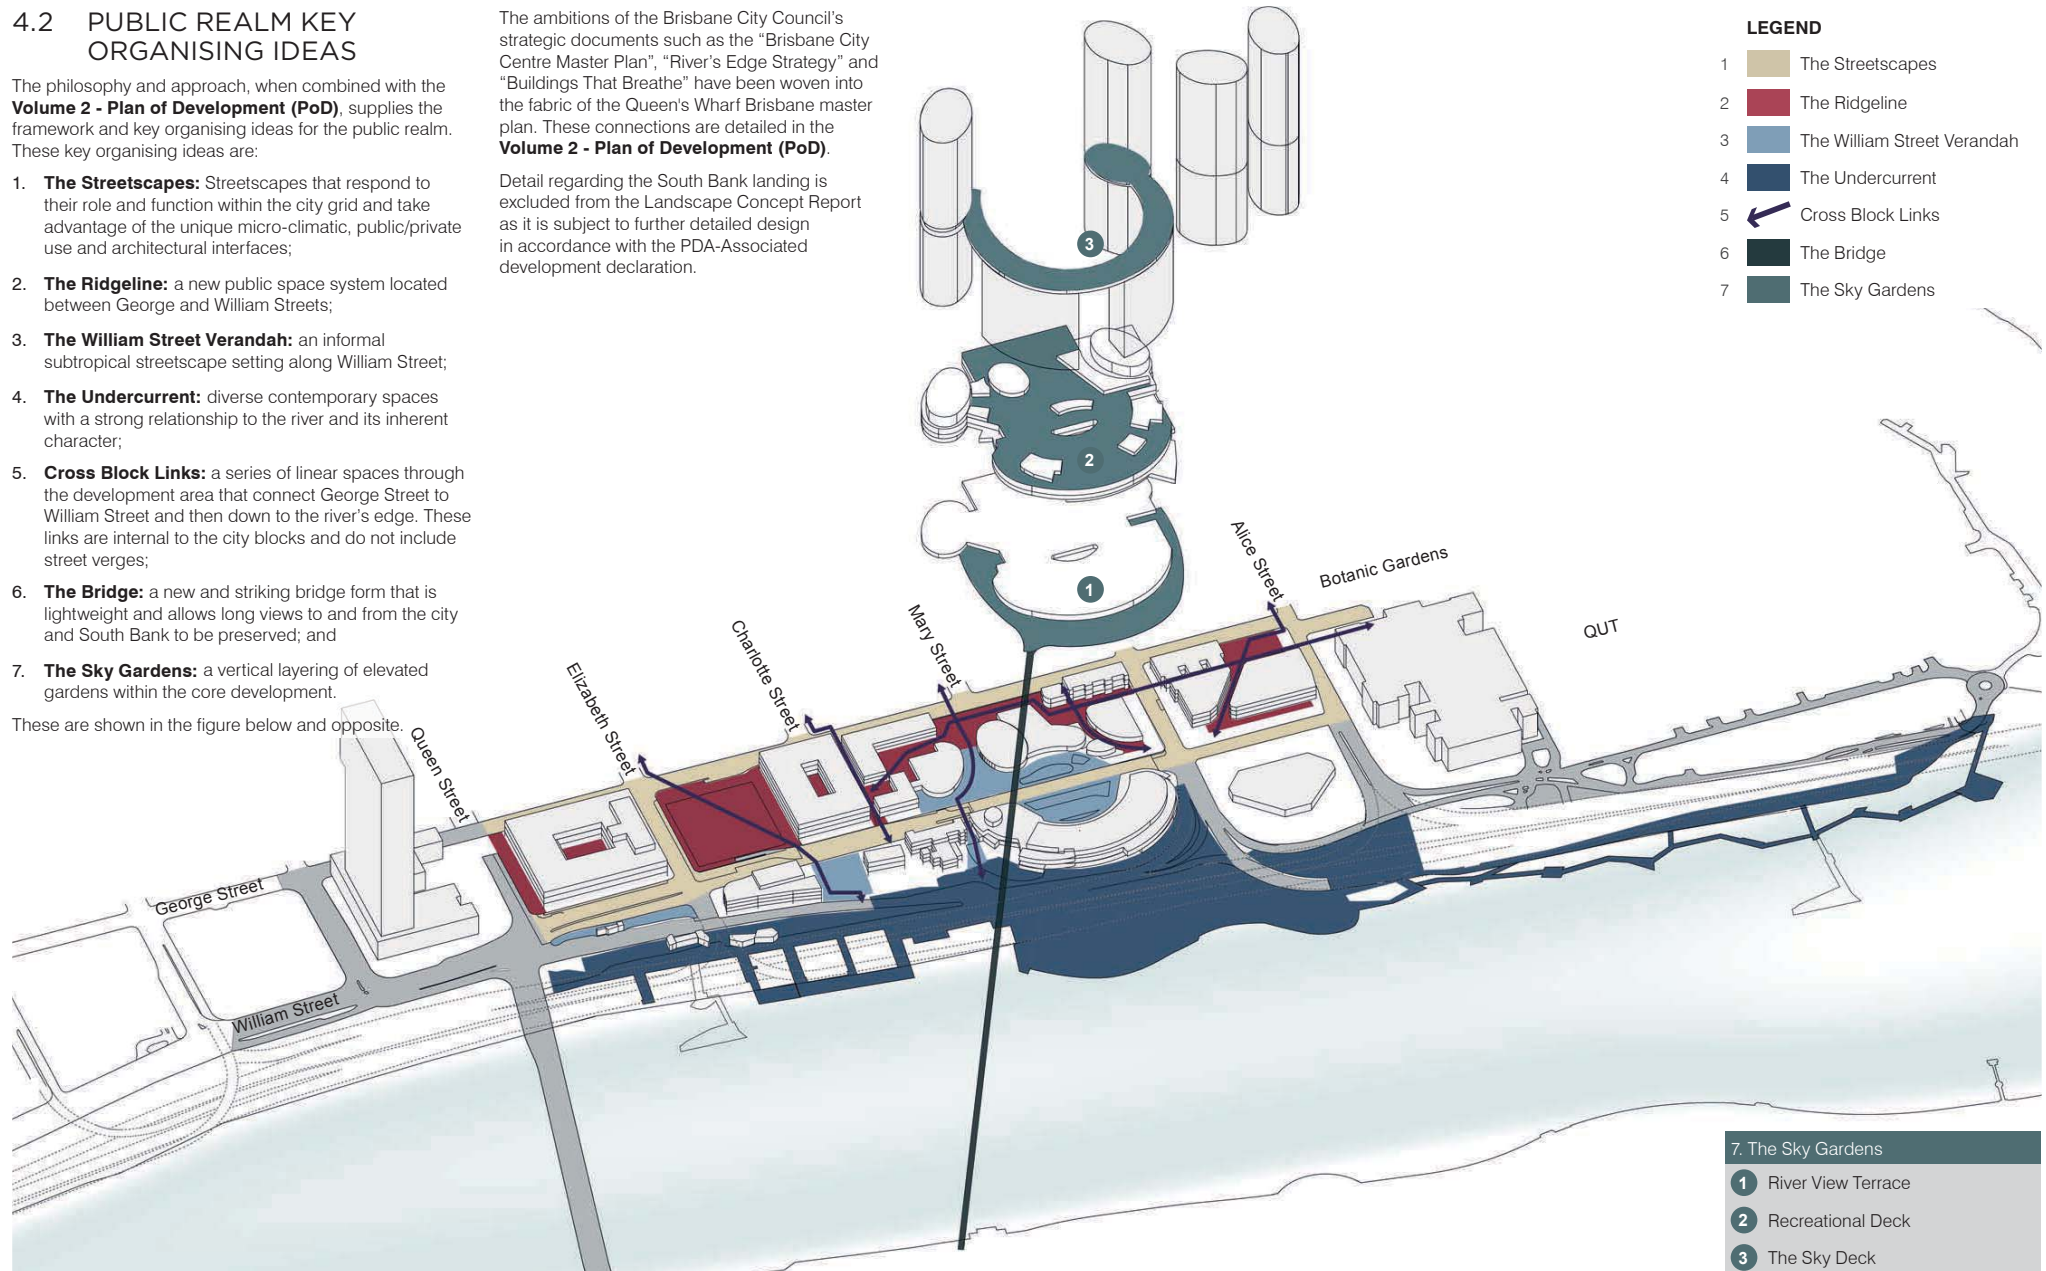 4.2 PUBLIC REALM KEY
ORGANISING IDEAS
The philosophy and approach, when combined with the
Volume 2 - Plan of Development (PoD), supplies the
framework and key organising ideas for the public realm.
These key organising ideas are:
1. The Streetscapes: Streetscapes that respond to
their role and function within the city grid and take
advantage of the unique micro-climatic, public/private
use and architectural interfaces;
2. The Ridgeline: a new public space system located
between George and William Streets;
3. The William Street Verandah: an informal
subtropical streetscape setting along William Street;
4. The Undercurrent: diverse contemporary spaces
with a strong relationship to the river and its inherent
character;
5. Cross Block Links: a series of linear spaces through
the development area that connect George Street to
William Street and then down to the river's edge. These
links are internal to the city blocks and do not include
street verges;
6. The Bridge: a new and striking bridge form that is
lightweight and allows long views to and from the city
and South Bank to be preserved; and
7. The Sky Gardens: a vertical layering of elevated
gardens within the core development.
These are shown in the figure below and opposite.
The ambitions of the Brisbane City Council's
strategic documents such as the “Brisbane City
Centre Master Plan”, “River's Edge Strategy” and
“Buildings That Breathe” have been woven into
the fabric of the Queen's Wharf Brisbane master
plan. These connections are detailed in the
Volume 2 - Plan of Development (PoD).
Detail regarding the South Bank landing is
excluded from the Landscape Concept Report
as it is subject to further detailed design
in accordance with the PDA-Associated
development declaration.
LEGEND
1 The Streetscapes
2 The Ridgeline
3 The William Street Verandah
4 The Undercurrent
5 Cross Block Links
6 The Bridge
7 The Sky Gardens
3
2
1
Alice Street
Botanic Gardens
QUT
Mary Street
Charlotte Street
Elizabeth Street
Queen Street
George Street
William Street
7. The Sky Gardens
1 River View Terrace
2 Recreational Deck
3 The Sky Deck